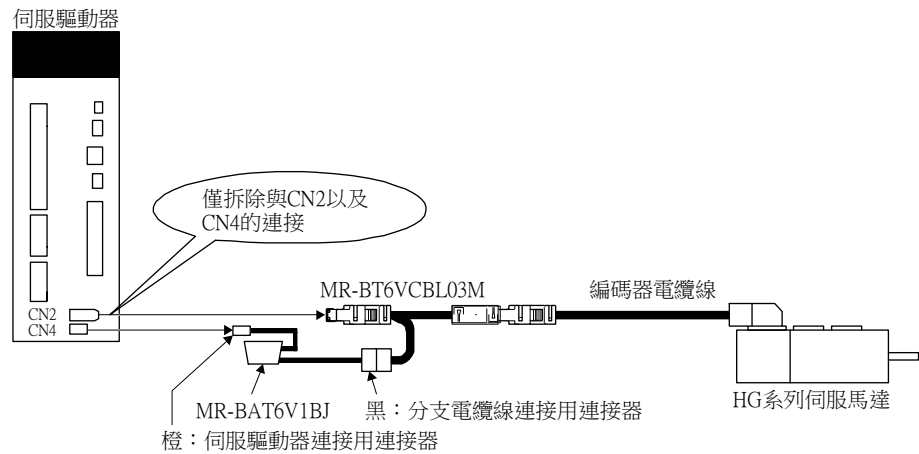 伺服驅動器
僅拆除與CN2以及
CN4的連接
MR-BT6VCBL03M
編碼器電纜線
CN2
CN4
MR-BAT6V1BJ
黑：分支電纜線連接用連接器
HG系列伺服馬達
橙：伺服驅動器連接用連接器